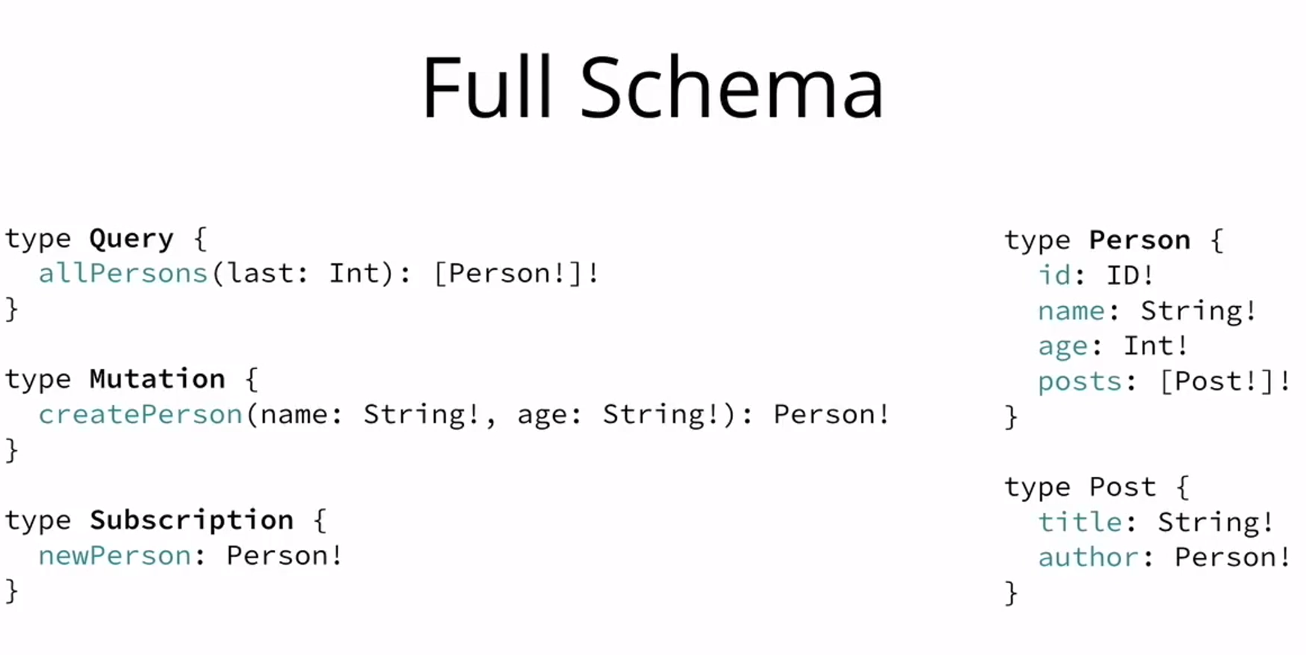 Full Schema
type Query {
  allPersons(last: Int): [Person!]!
}
type Mutation {
  createPerson(name: String!, age: String!): Person!
}
type Subscription {
  newPerson: Person!
}
type Person {
  id: ID!
  name: String!
  age: Int!
  posts: [Post!]!
}
type Post {
  title: String!
  author: Person!
}